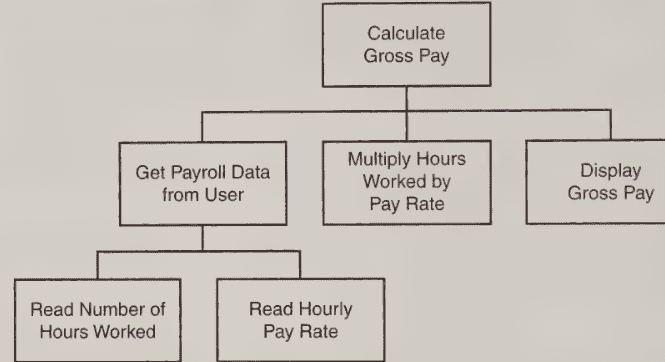 Calculate
Gross Pay
Get Payroll Data
from User
Multiply Hours
Worked by
Pay Rate
Display
Gross Pay
Read Number of
Hours Worked
Read Hourly
Pay Rate